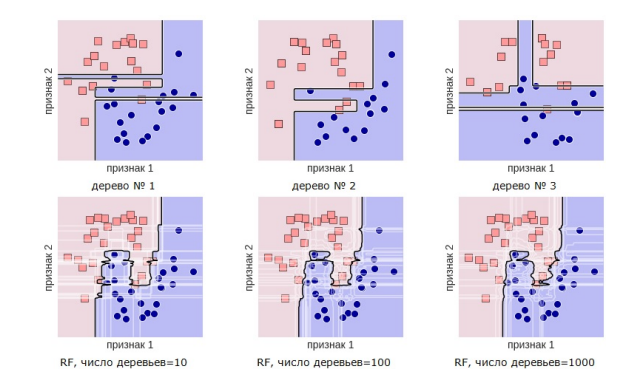 признак 2
признак 2
признак 2
признак 1
признак 1
признак 1
дерево № 1
дерево № 2
дерево № 3
признак 2
признак 2
признак 2
признак 1
признак 1
признак 1
RF, число деревьев=10
RF, число деревьев=100
RF, число деревьев=1000